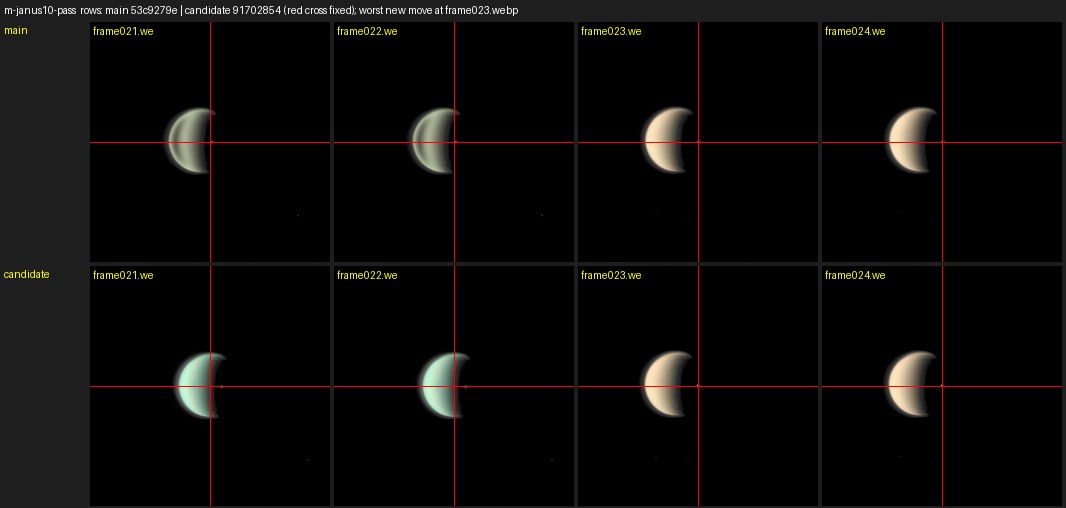 m-janus10-pass rows: main 53c9279e | candidate 91702854 (red cross fixed); worst new move at frame023.webp
main
frame021.we
frame022.we
frame023.we
frame024.we
candidate
frame021.we
frame022.we
frame023.we
frame024.we